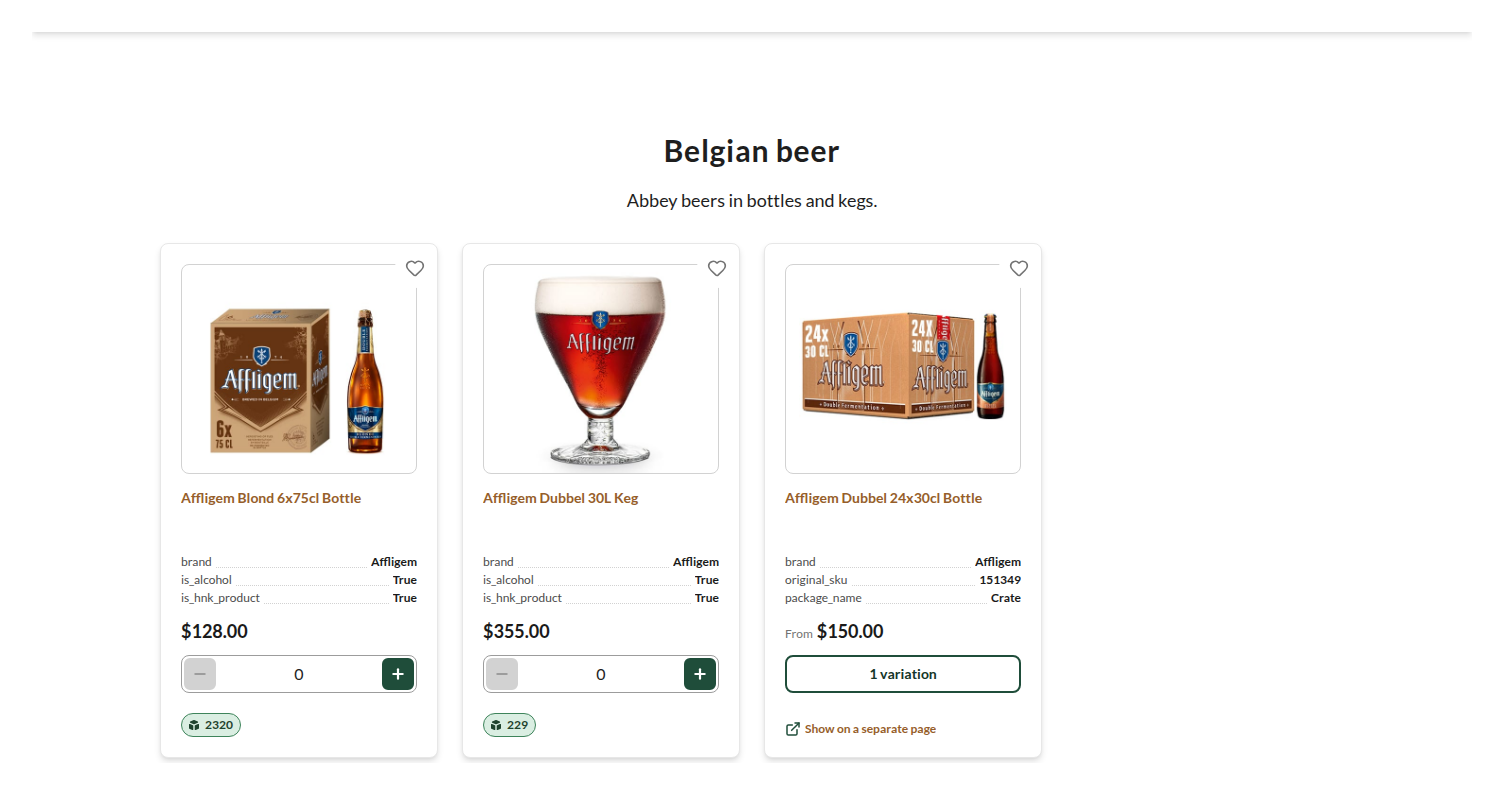 Belgian beer
Abbey beers in bottles and kegs.
Affligem
6x
75 CL
Affligem
Affligem Blond 6x75cl Bottle
brand Affligem
is_alcohol True
is_hnk_product True
$128.00
0
2320
Affligem
Affligem Dubbel 30L Keg
brand Affligem
is_alcohol True
is_hnk_product True
$355.00
0
229
24x
30 CL
Affligem
Double Fermentation
24x
30 CL
Affligem
Double Fermentation
Affligem
Affligem Dubbel 24x30cl Bottle
brand Affligem
original_sku 151349
package_name Crate
From $150.00
1 variation
Show on a separate page